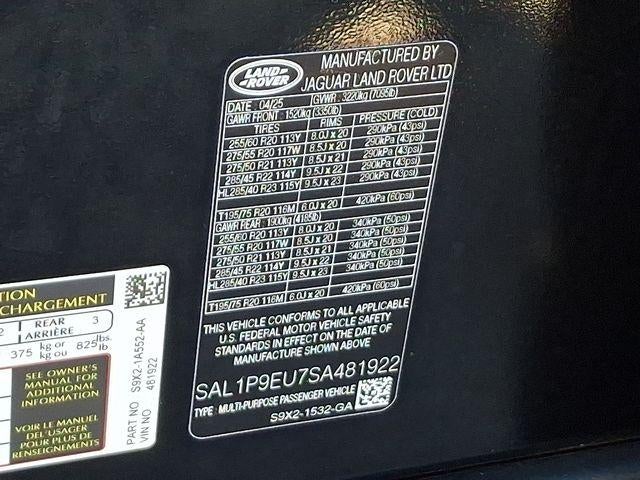 LAND-
-ROVER
MANUFACTURED BY
JAGUAR LAND ROVER LTD
DATE : 04/25 GVWR : 3220kg (7095lb)
GAWR FRONT : 1520kg (3350lb)
TIRES RIMS PRESSURE (COLD)
255/60 R20 113Y 8.0J x 20 290kPa (43psi)
275/55 R20 117W 8.5J x 20 290kPa (43psi)
275/50 R21 113Y 8.5J x 21 290kPa (43psi)
285/45 R22 114Y 9.5J x 22 290kPa (43psi)
HL285/40 R23 115Y 9.5J x 23 290kPa (43psi)
T195/75 R20 116M 6.0J x 20 420kPa (60psi)
GAWR REAR : 1900kg (4185lb)
255/60 R20 113Y 8.0J x 20 340kPa (50psi)
275/55 R20 117W 8.5J x 20 340kPa (50psi)
275/50 R21 113Y 8.5J x 21 340kPa (50psi)
285/45 R22 114Y 9.5J x 22 340kPa (50psi)
HL285/40 R23 115Y 9.5J x 23 340kPa (50psi)
T195/75 R20 116M 6.0J x 20 420kPa (60psi)
THIS VEHICLE CONFORMS TO ALL APPLICABLE
U.S. FEDERAL MOTOR VEHICLE SAFETY
STANDARDS IN EFFECT ON THE DATE OF
MANUFACTURE SHOWN ABOVE
SAL1P9EU7SA481922
TYPE : MULTI-PURPOSE PASSENGER VEHICLE
S9X2-1532-GA
TION
CHARGEMENT
2 REAR 3
ARRIÈRE
375 kg or 825 lbs.
kg ou lb
SEE OWNER'S
MANUAL FOR
ADDITIONAL
INFORMATION
VOIR LE MANUEL
DEL'USAGER
POUR PLUS DE
RENSEIGNEMENTS
PART NO S9X2-1A552-AA
VIN NO 481922